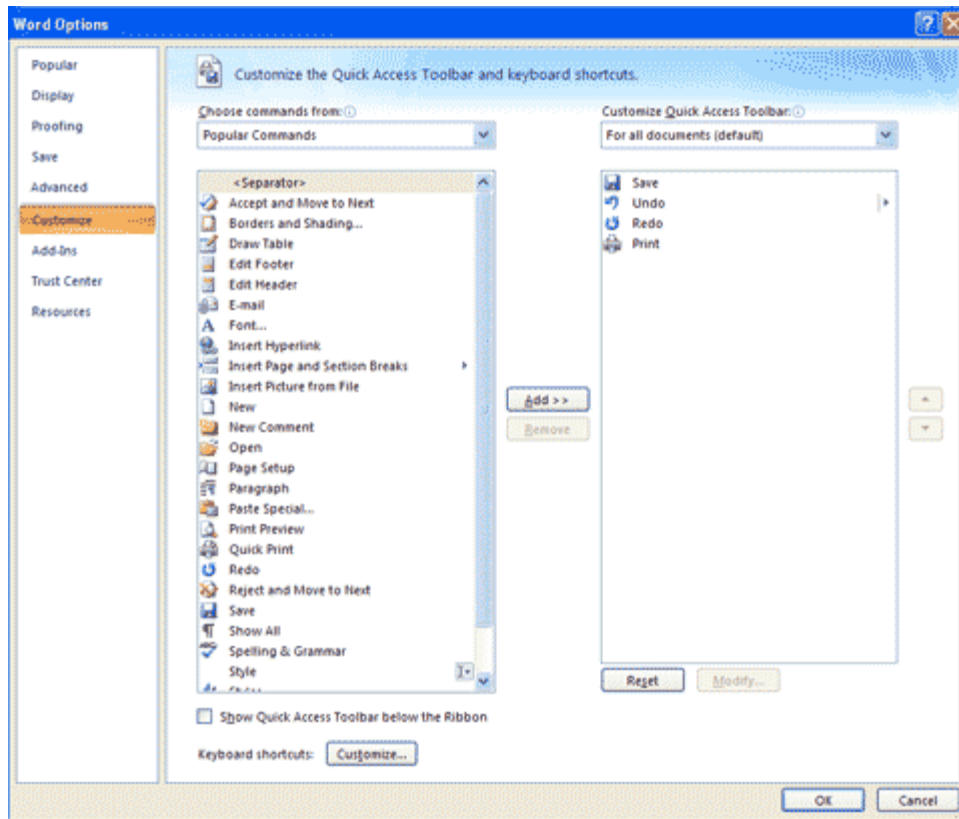 Word Options
Popular
Display
Proofing
Save
Advanced
Customize
Add-Ins
Trust Center
Resources
Customize the Quick Access Toolbar and keyboard shortcuts.
Choose commands from:
Popular Commands
<Separator>
Accept and Move to Next
Borders and Shading...
Draw Table
Edit Footer
Edit Header
E-mail
Font...
Insert Hyperlink
Insert Page and Section Breaks
Insert Picture from File
New
New Comment
Open
Page Setup
Paragraph
Paste Special...
Print Preview
Quick Print
Redo
Reject and Move to Next
Save
Show All
Spelling & Grammar
Style
Show Quick Access Toolbar below the Ribbon
Keyboard shortcuts: Customize...
Add >>
Remove
Customize Quick Access Toolbar:
For all documents (default)
Save
Undo
Redo
Print
Reset Modify...
OK Cancel